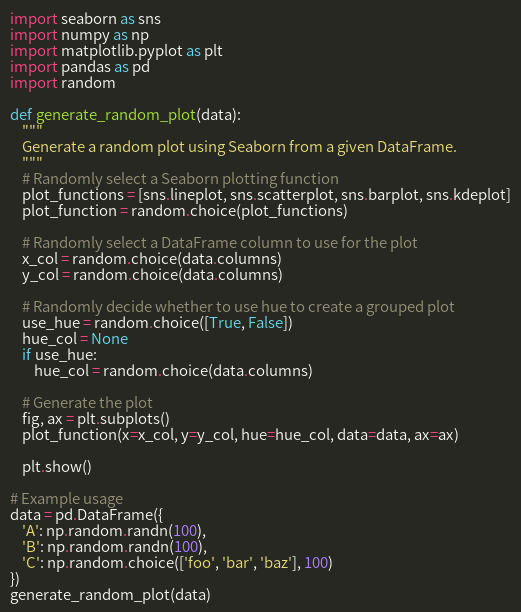 import seaborn as sns
import numpy as np
import matplotlib.pyplot as plt
import pandas as pd
import random

def generate_random_plot(data):
    """
    Generate a random plot using Seaborn from a given DataFrame.
    """
    # Randomly select a Seaborn plotting function
    plot_functions = [sns.lineplot, sns.scatterplot, sns.barplot, sns.kdeplot]
    plot_function = random.choice(plot_functions)

    # Randomly select a DataFrame column to use for the plot
    x_col = random.choice(data.columns)
    y_col = random.choice(data.columns)

    # Randomly decide whether to use hue to create a grouped plot
    use_hue = random.choice([True, False])
    hue_col = None
    if use_hue:
        hue_col = random.choice(data.columns)

    # Generate the plot
    fig, ax = plt.subplots()
    plot_function(x=x_col, y=y_col, hue=hue_col, data=data, ax=ax)

    plt.show()

# Example usage
data = pd.DataFrame({
    'A': np.random.randn(100),
    'B': np.random.randn(100),
    'C': np.random.choice(['foo', 'bar', 'baz'], 100)
})
generate_random_plot(data)